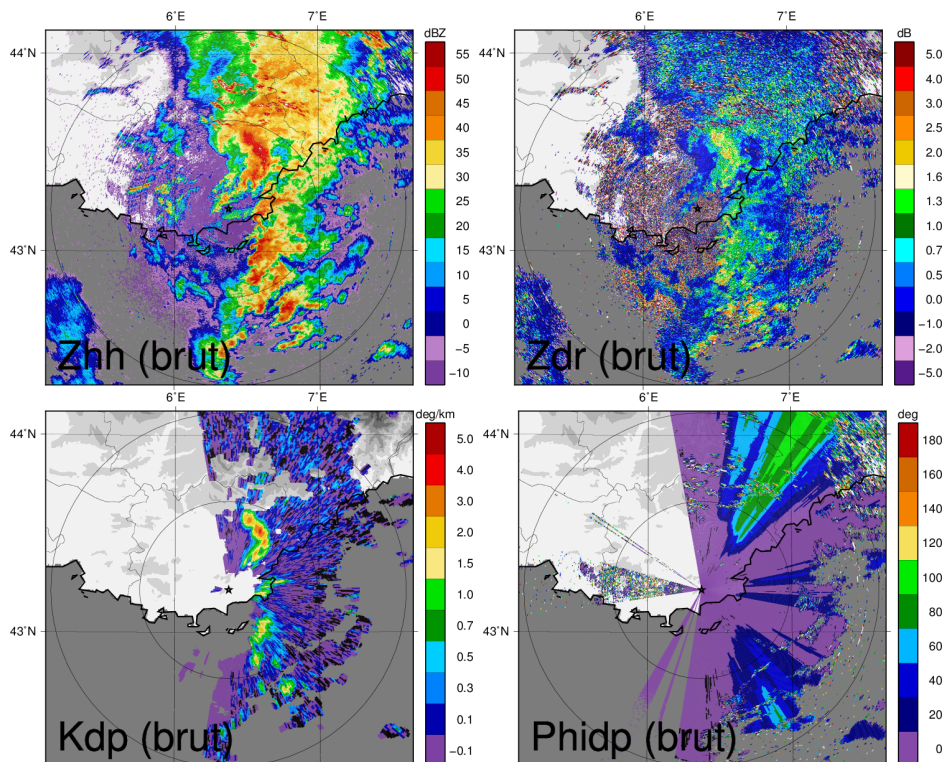 6˚E 7˚E
6˚E 7˚E
dBZ
dB
44˚N
44˚N
55
50
45
40
35
30
25
20
15
10
5
0
−5
−10
5.0
4.0
3.0
2.5
2.0
1.6
1.3
1.0
0.7
0.5
0.0
−1.0
−2.0
−5.0
43˚N
43˚N
Zhh (brut)
Zdr (brut)
6˚E 7˚E
6˚E 7˚E
deg/km
deg
44˚N
44˚N
5.0
4.0
3.0
2.0
1.5
1.0
0.7
0.5
0.3
0.1
−0.1
180
160
140
120
100
80
60
40
20
0
43˚N
43˚N
Kdp (brut)
Phidp (brut)